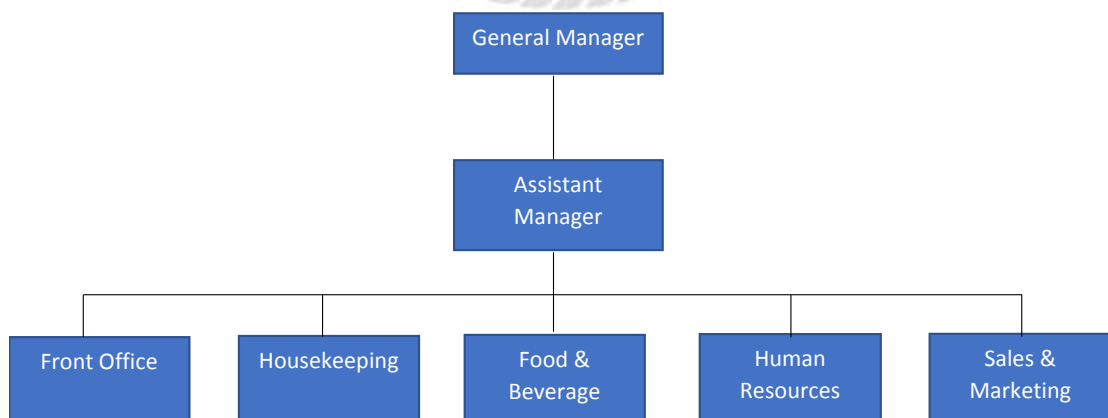 General Manager
Assistant
Manager
Front Office
Housekeeping
Food &
Beverage
Human
Resources
Sales &
Marketing